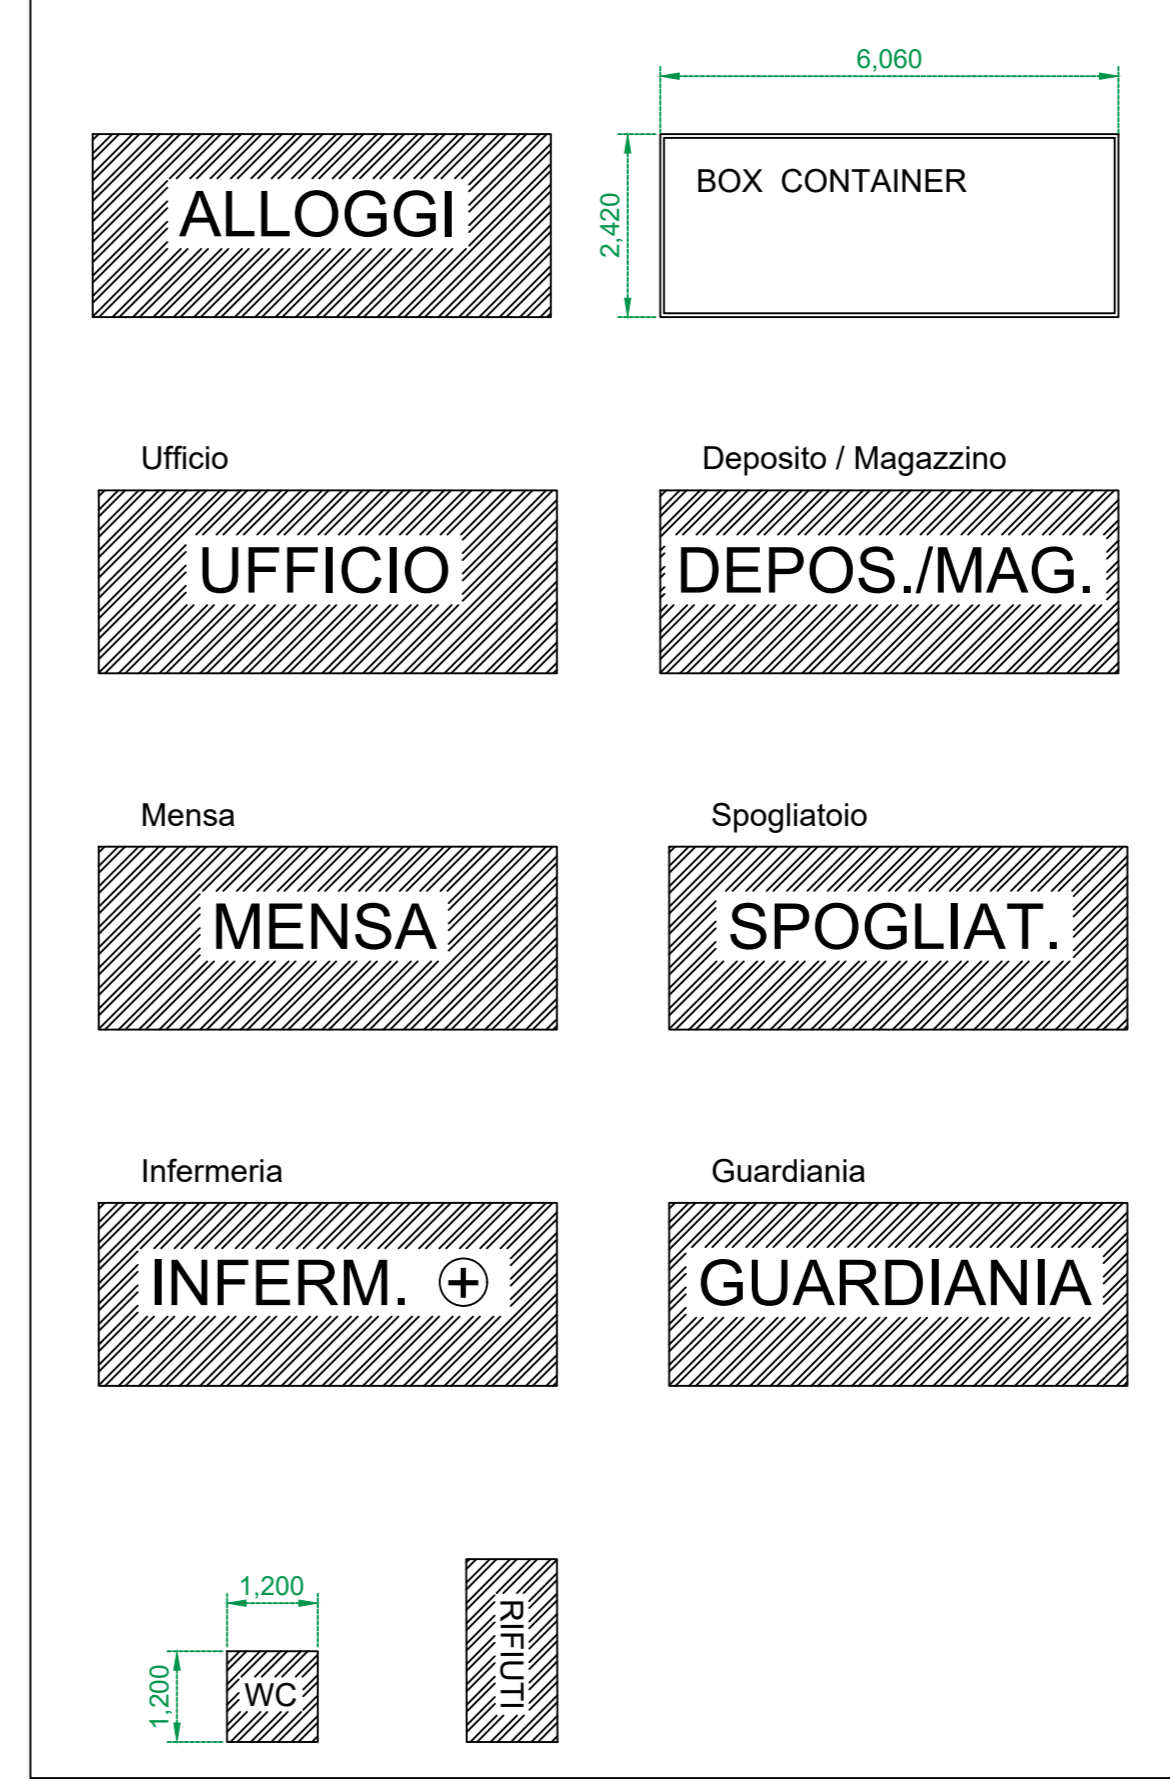 6,060
ALLOGGI
2,420
BOX CONTAINER
Ufficio
Deposito / Magazzino
UFFICIO
DEPOS./MAG.
Mensa
Spogliatoio
MENSA
SPOGLIAT.
Infermeria
Guardiania
INFERM.
GUARDIANIA
1,200
1,200
WC
RIFIUTI